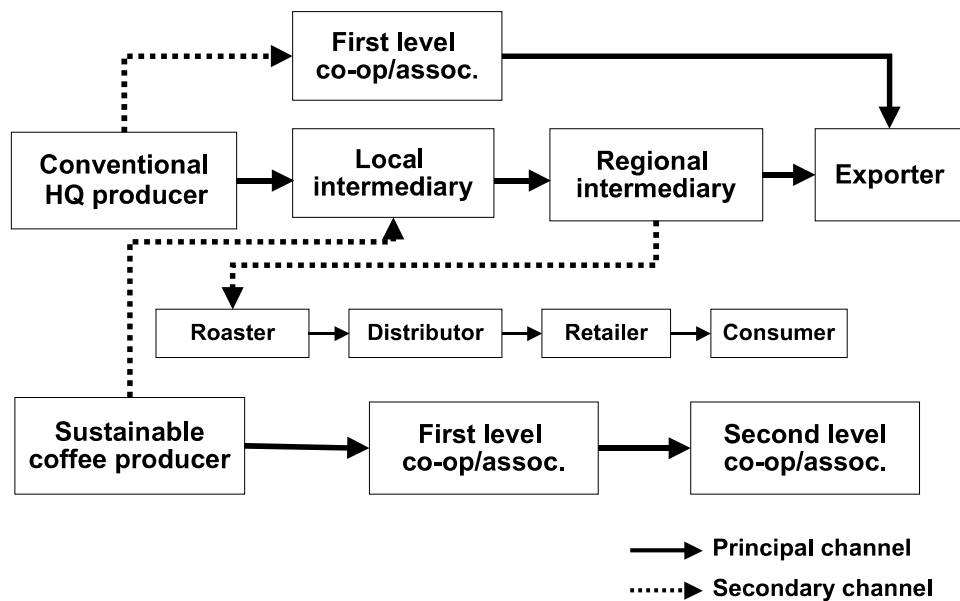 First level
co-op/assoc.
Conventional
HQ producer
Local
intermediary
Regional
intermediary
Exporter
Roaster
Distributor
Retailer
Consumer
Sustainable
coffee producer
First level
co-op/assoc.
Second level
co-op/assoc.
Principal channel
Secondary channel